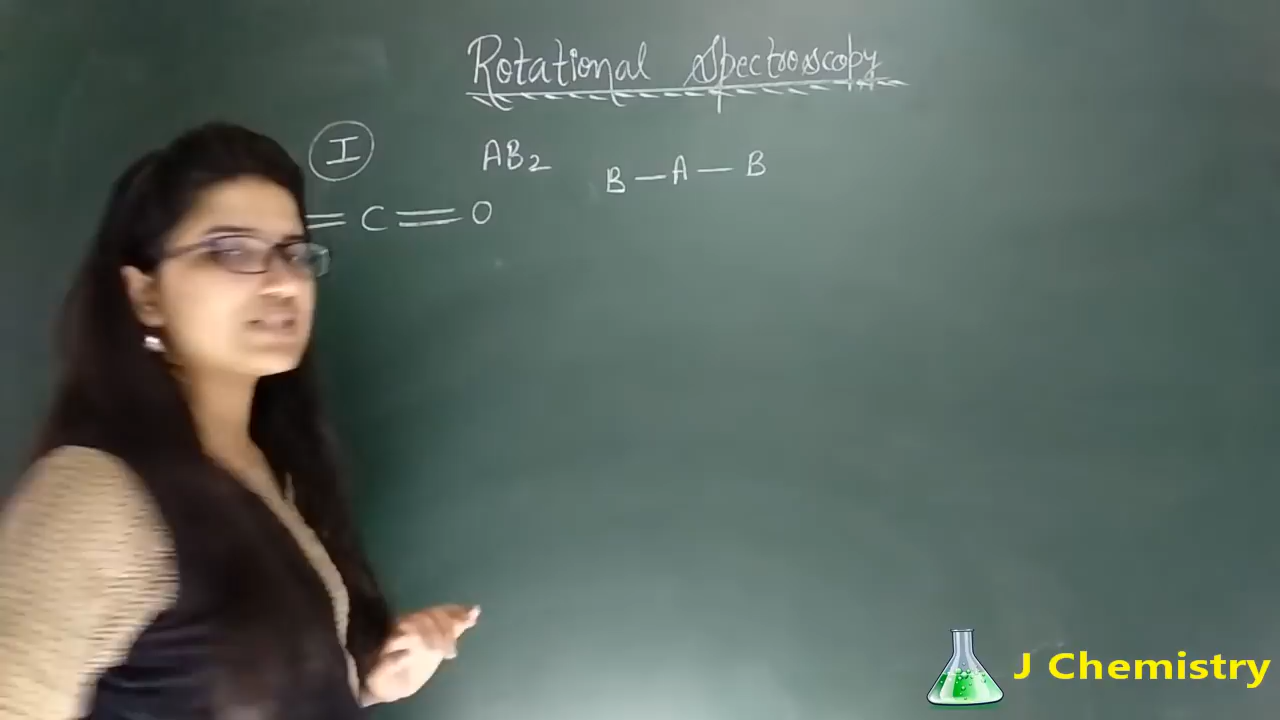 Rotational Spectroscopy
I
AB2 B — A — B
= C = O
J Chemistry